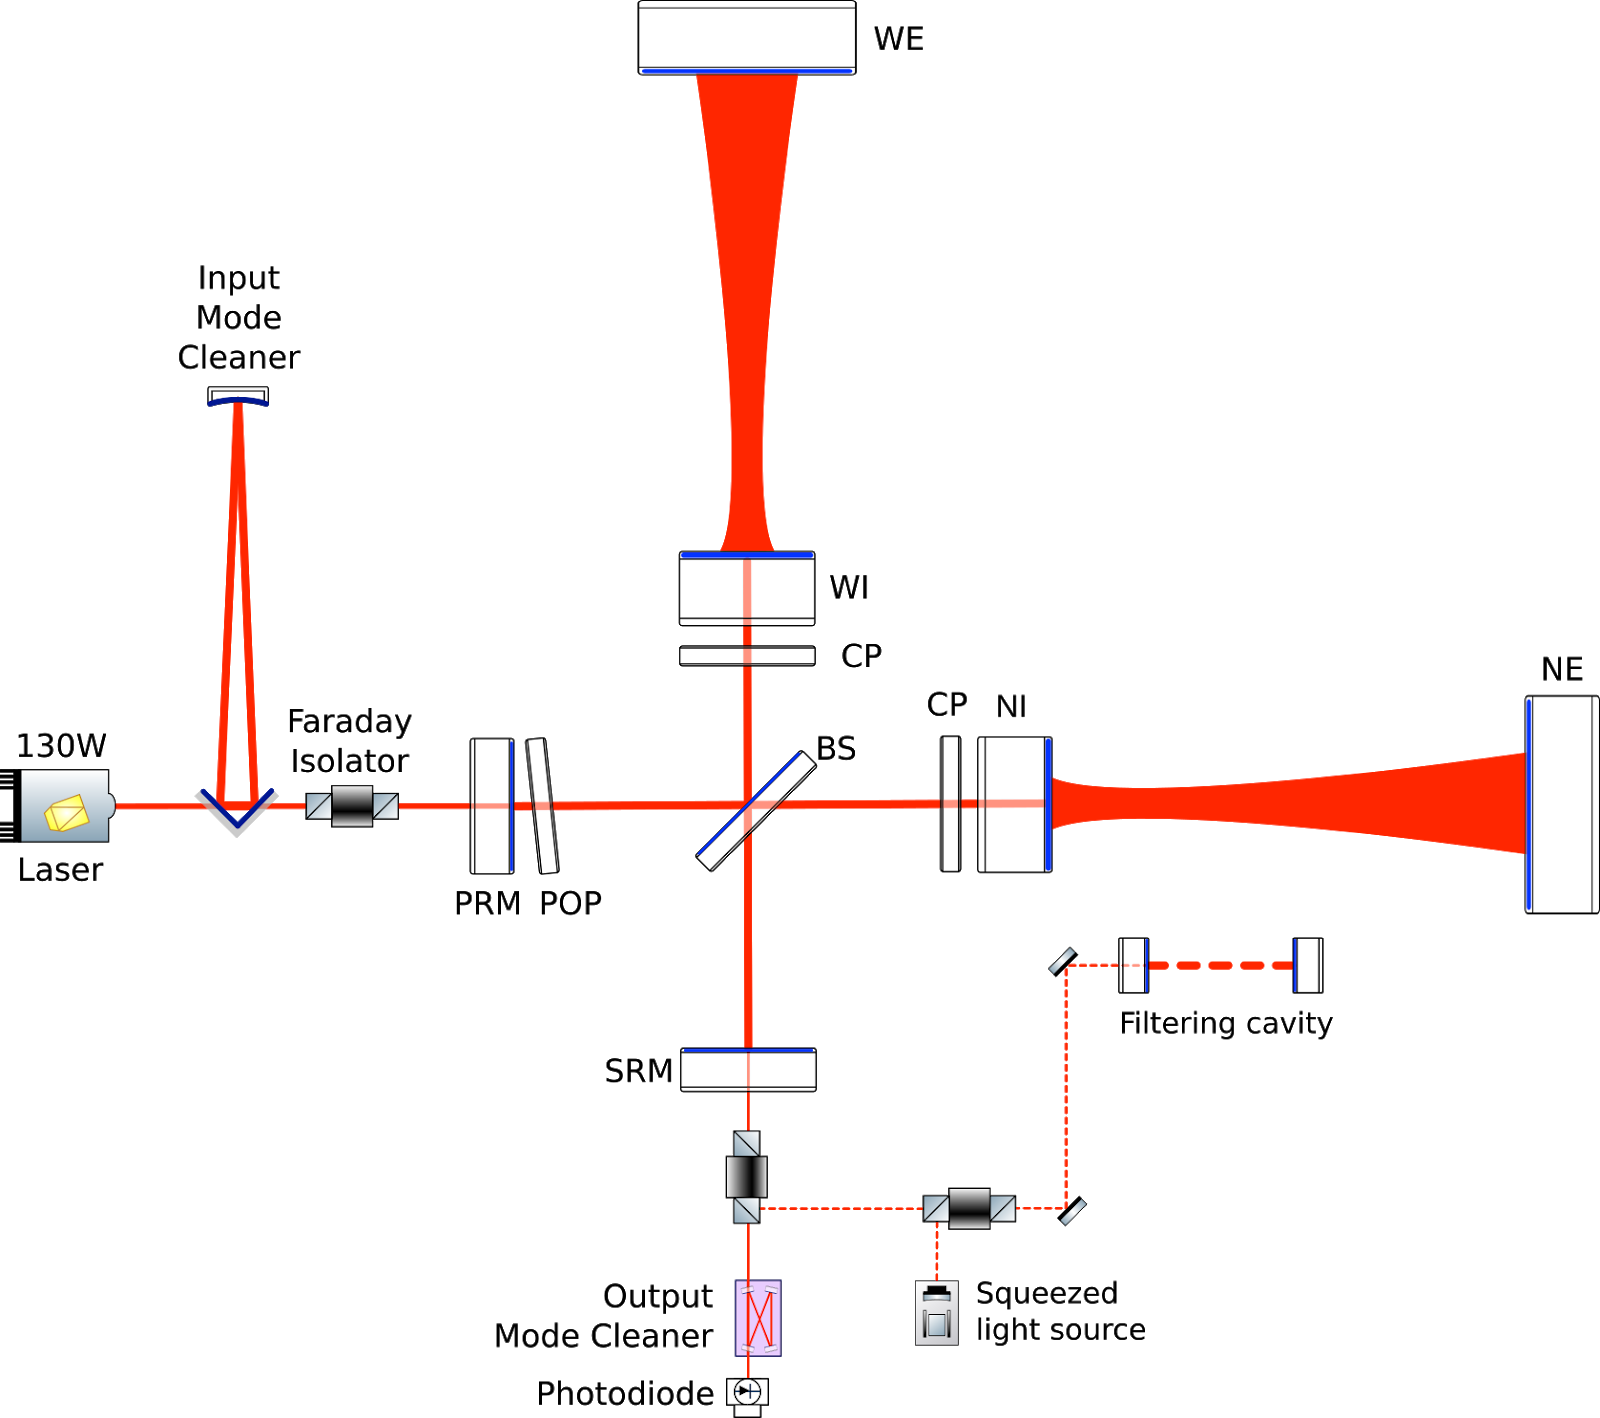 WE
Input
Mode
Cleaner
WI
CP
NE
CP
NI
Faraday
Isolator
130W
BS
Laser
PRM
POP
Filtering cavity
SRM
Output
Mode Cleaner
Squeezed
light source
Photodiode